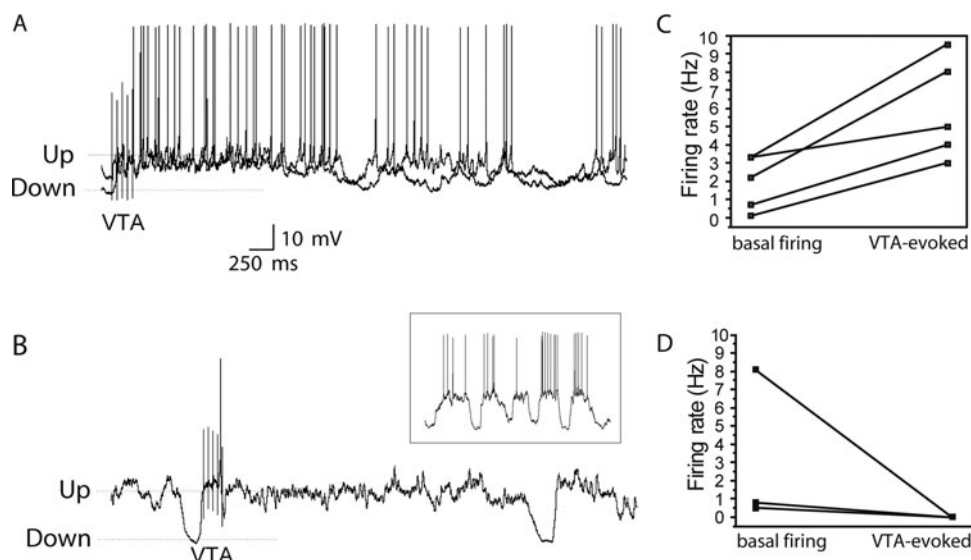 A
Up
Down
VTA
10 mV
250 ms
B
Up
Down
VTA
C
Firing rate (Hz)
10
9
8
7
6
5
4
3
2
1
0
basal firing
VTA-evoked
D
Firing rate (Hz)
10
9
8
7
6
5
4
3
2
1
0
basal firing
VTA-evoked